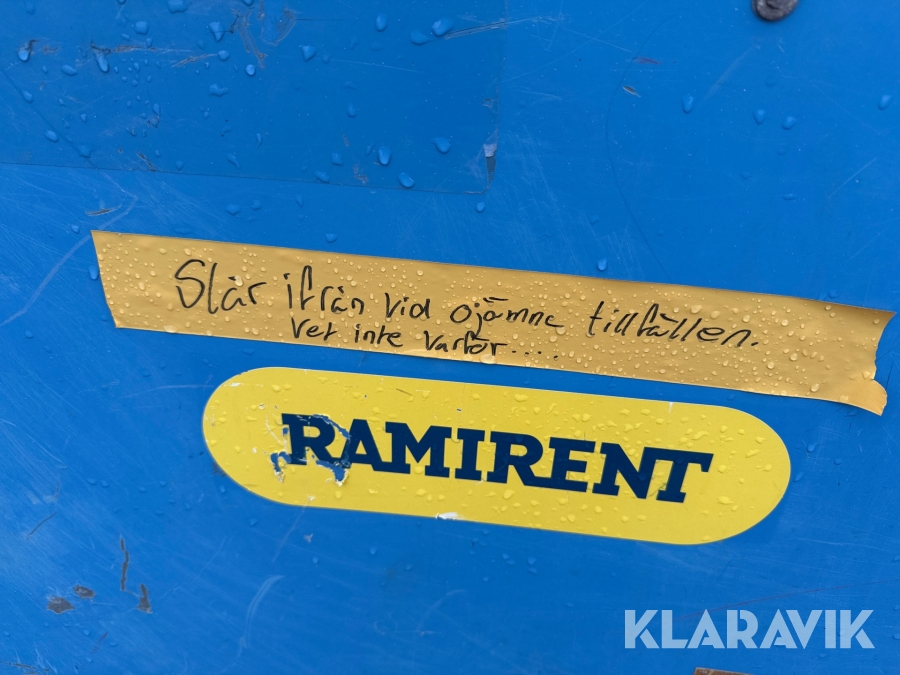 Slår ifrån vid ojämna tillfällen.
Vet inte varför....
RAMIRENT
KLARAVIK